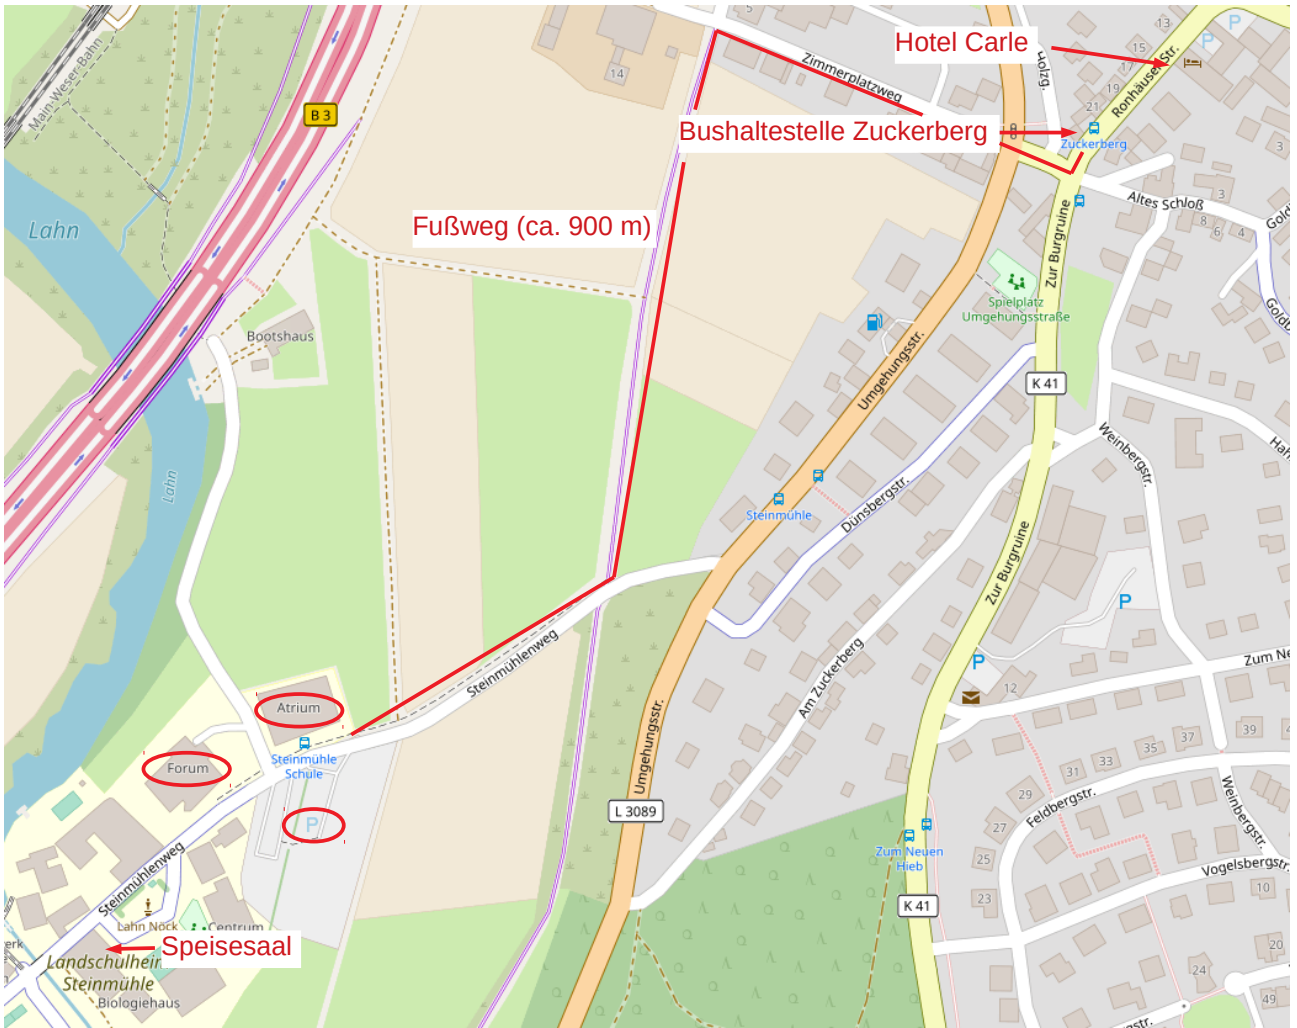 5
13
15
17
19
21
Hotel Carle
Ronhäuser Str.
Holzg.
Main-Weser-Bahn
B 3
14
Zimmerplatzweg
Bushaltestelle Zuckerberg
Zuckerberg
3
Lahn
Fußweg (ca. 900 m)
Altes Schloß
3
8
6
4
Zur Burgruine
Spielplatz
Umgehungsstraße
Bootshaus
Umgehungsstr.
K 41
Weinbergstr.
Lahn
Steinmühle
Dünsbergstr.
Zur Burgruine
P
Steinmühlenweg
Am Zuckerberg
P
12
Atrium
Umgehungsstr.
Forum
Steinmühle
Schule
P
L 3089
39
37
35
33
31
29
27
25
23
Feldbergstr.
Weinbergstr.
Zum Neuen
Hieb
Vogelsbergstr.
10
K 41
Steinmühlenweg
Lahn Nock
Centrum
Speisesaal
Landschulheim
Steinmühle
Biologiehaus
20
24
49
P
P